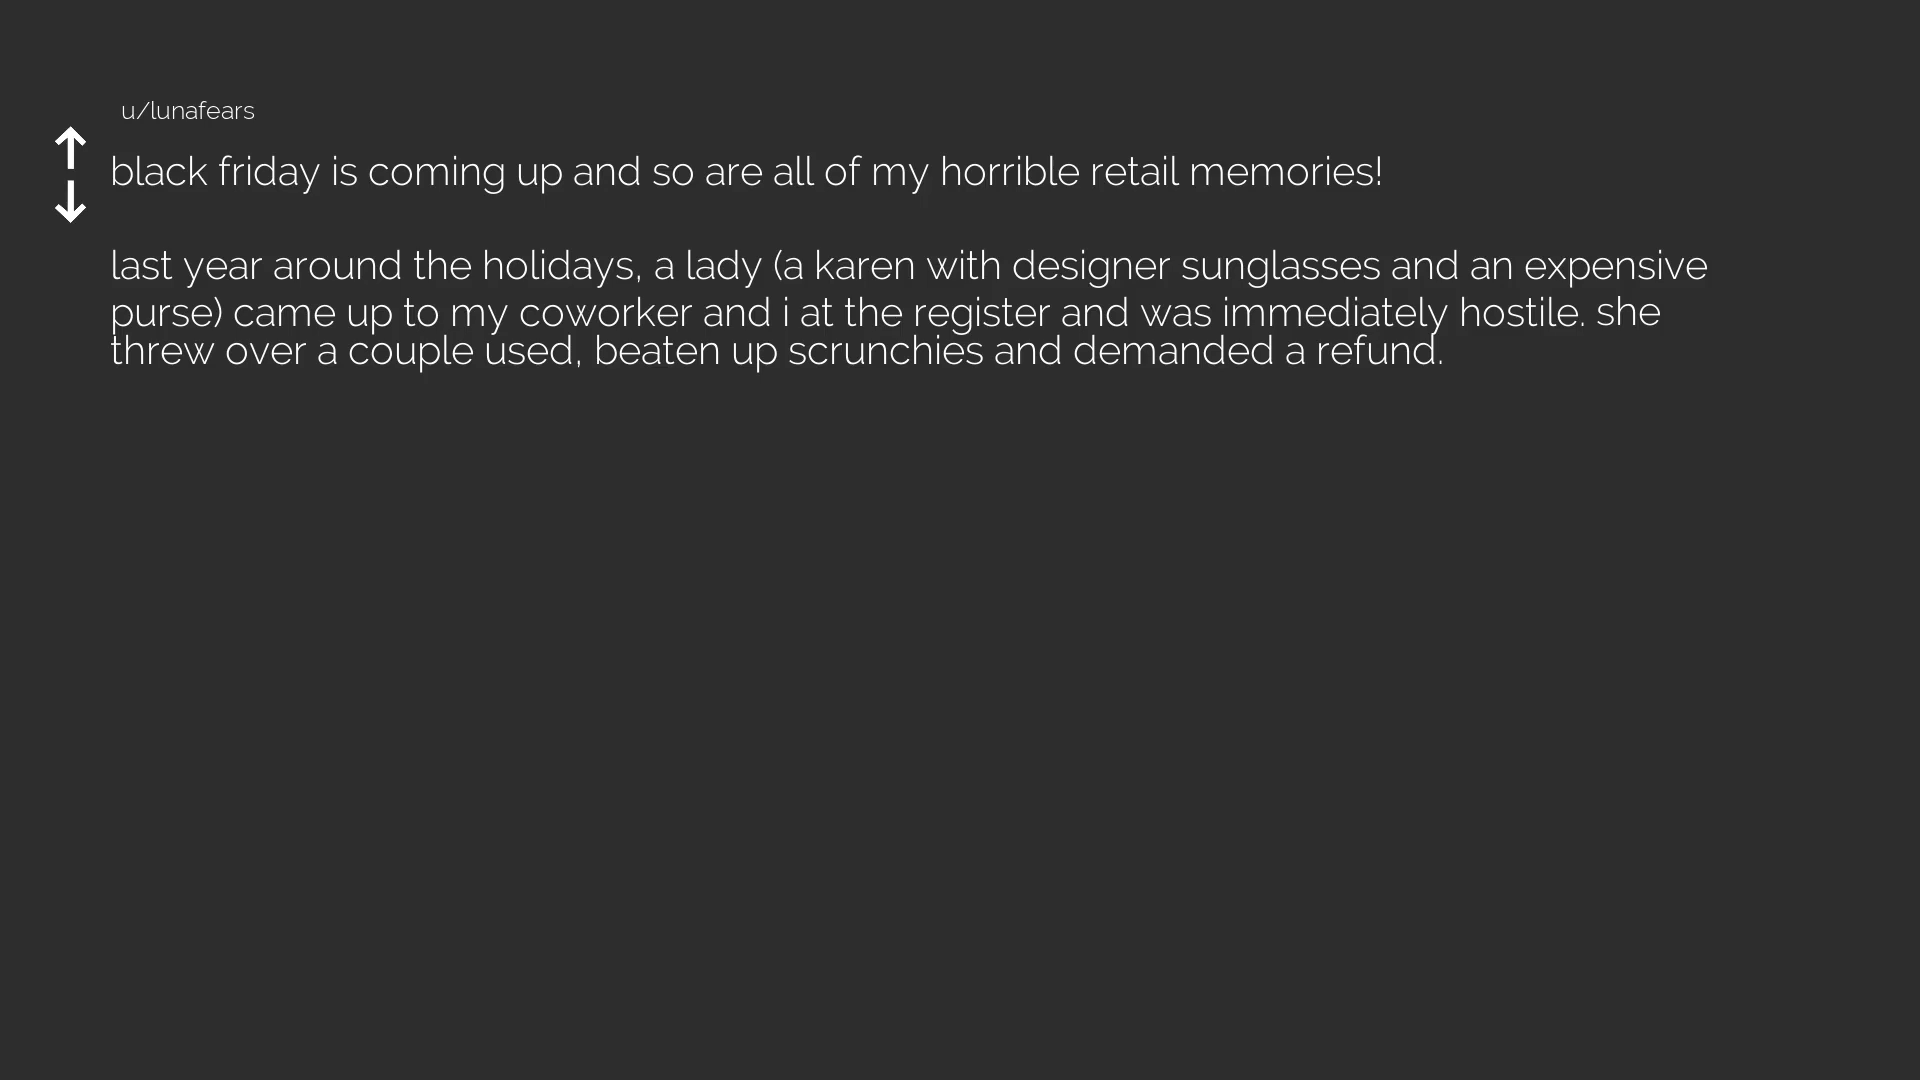 u/lunafears
black friday is coming up and so are all of my horrible retail memories!
last year around the holidays, a lady (a karen with designer sunglasses and an expensive
purse) came up to my coworker and i at the register and was immediately hostile. she
threw over a couple used, beaten up scrunchies and demanded a refund.